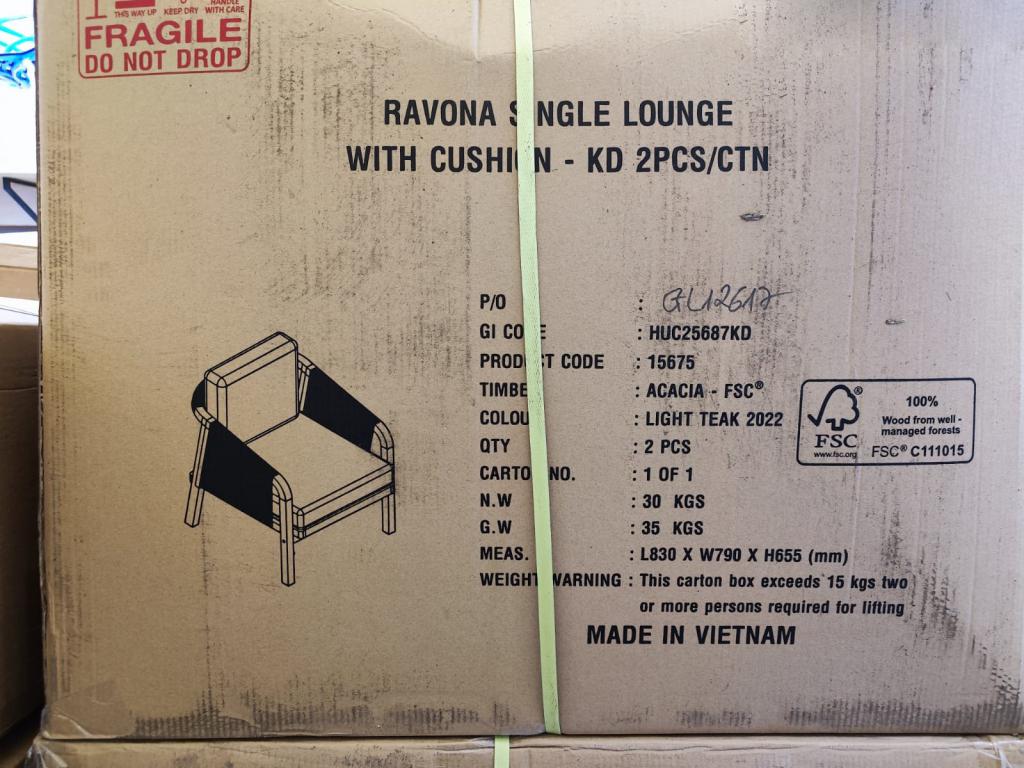 THIS WAY UP KEEP DRY HANDLE WITH CARE
FRAGILE
DO NOT DROP
RAVONA S NGLE LOUNGE
WITH CUSHI N - KD 2PCS/CTN
P/O : GL12617
GI CO E : HUC25687KD
PRODU T CODE : 15675
TIMBE : ACACIA - FSC®
COLOU : LIGHT TEAK 2022
QTY : 2 PCS
CARTO NO. : 1 OF 1
N.W : 30 KGS
G.W : 35 KGS
MEAS. : L830 X W790 X H655 (mm)
WEIGHT WARNING : This carton box exceeds 15 kgs two
or more persons required for lifting
MADE IN VIETNAM
®
FSC
www.fsc.org
100%
Wood from well-
managed forests
FSC® C111015